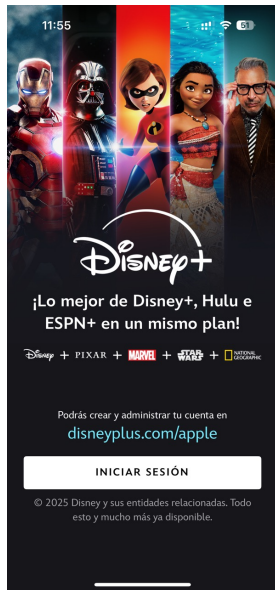 11:55
51
Disney+
¡Lo mejor de Disney+, Hulu e
ESPN+ en un mismo plan!
Disney + PIXAR + MARVEL + STAR WARS + NATIONAL GEOGRAPHIC
Podrás crear y administrar tu cuenta en
disneyplus.com/apple
INICIAR SESIÓN
© 2025 Disney y sus entidades relacionadas. Todo
esto y mucho más ya disponible.